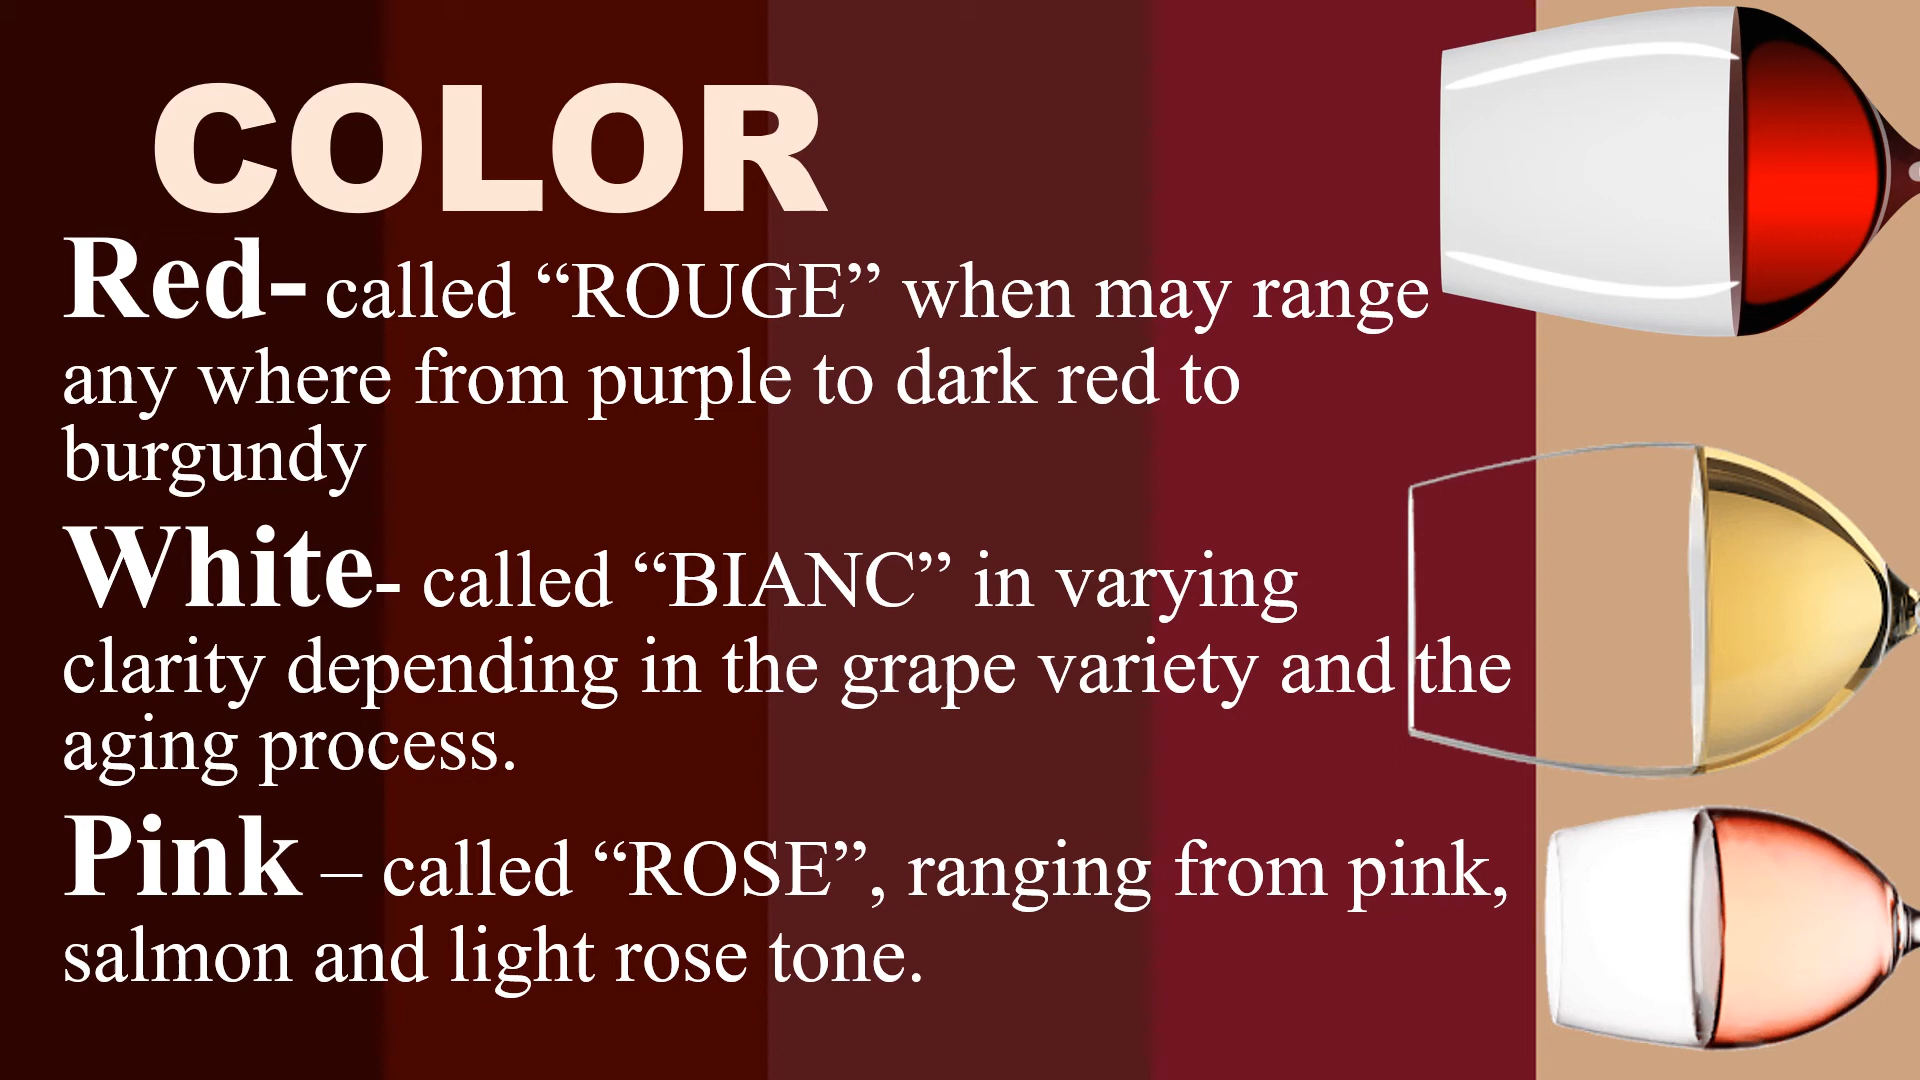 COLOR
Red- called “ROUGE” when may range
any where from purple to dark red to
burgundy
White- called “BIANC” in varying
clarity depending in the grape variety and the
aging process.
Pink – called “ROSE”, ranging from pink,
salmon and light rose tone.